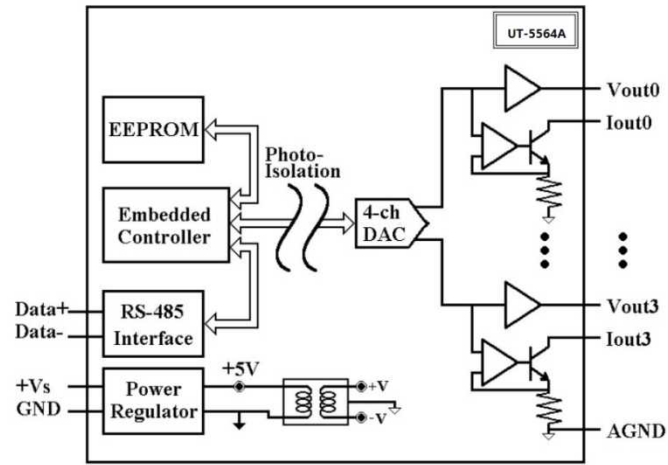 UT-5564A
Vout0
Iout0
EEPROM
Photo-
Isolation
Embedded
Controller
4-ch
DAC
Data+
Data-
RS-485
Interface
Vout3
Iout3
+Vs
GND
Power
Regulator
+5V
+V
-V
AGND